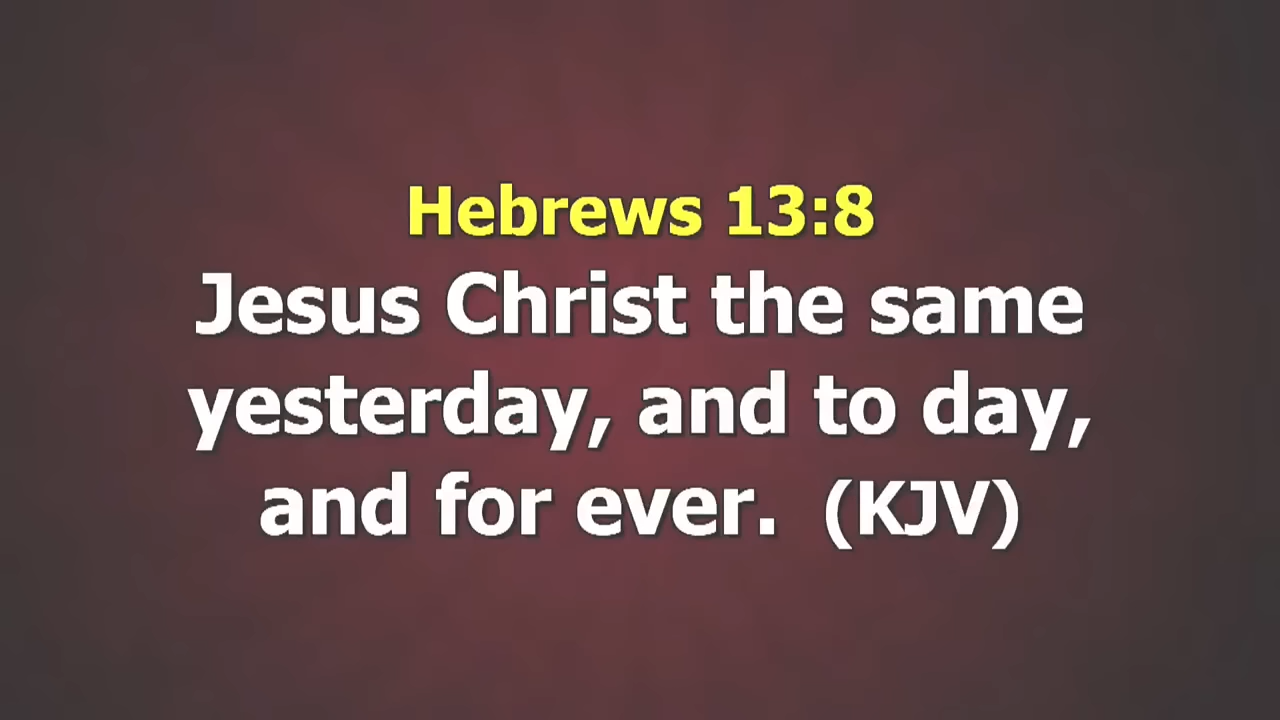 Hebrews 13:8
Jesus Christ the same
yesterday, and to day,
and for ever. (KJV)